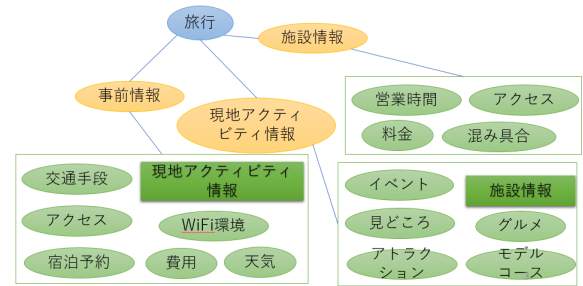 旅行
施設情報
事前情報
現地アクティ
ビティ情報
営業時間
アクセス
料金
混み具合
交通手段
現地アクティビティ
情報
アクセス
WiFi環境
宿泊予約
費用
天気
イベント
施設情報
見どころ
グルメ
アトラク
ション
モデル
コース